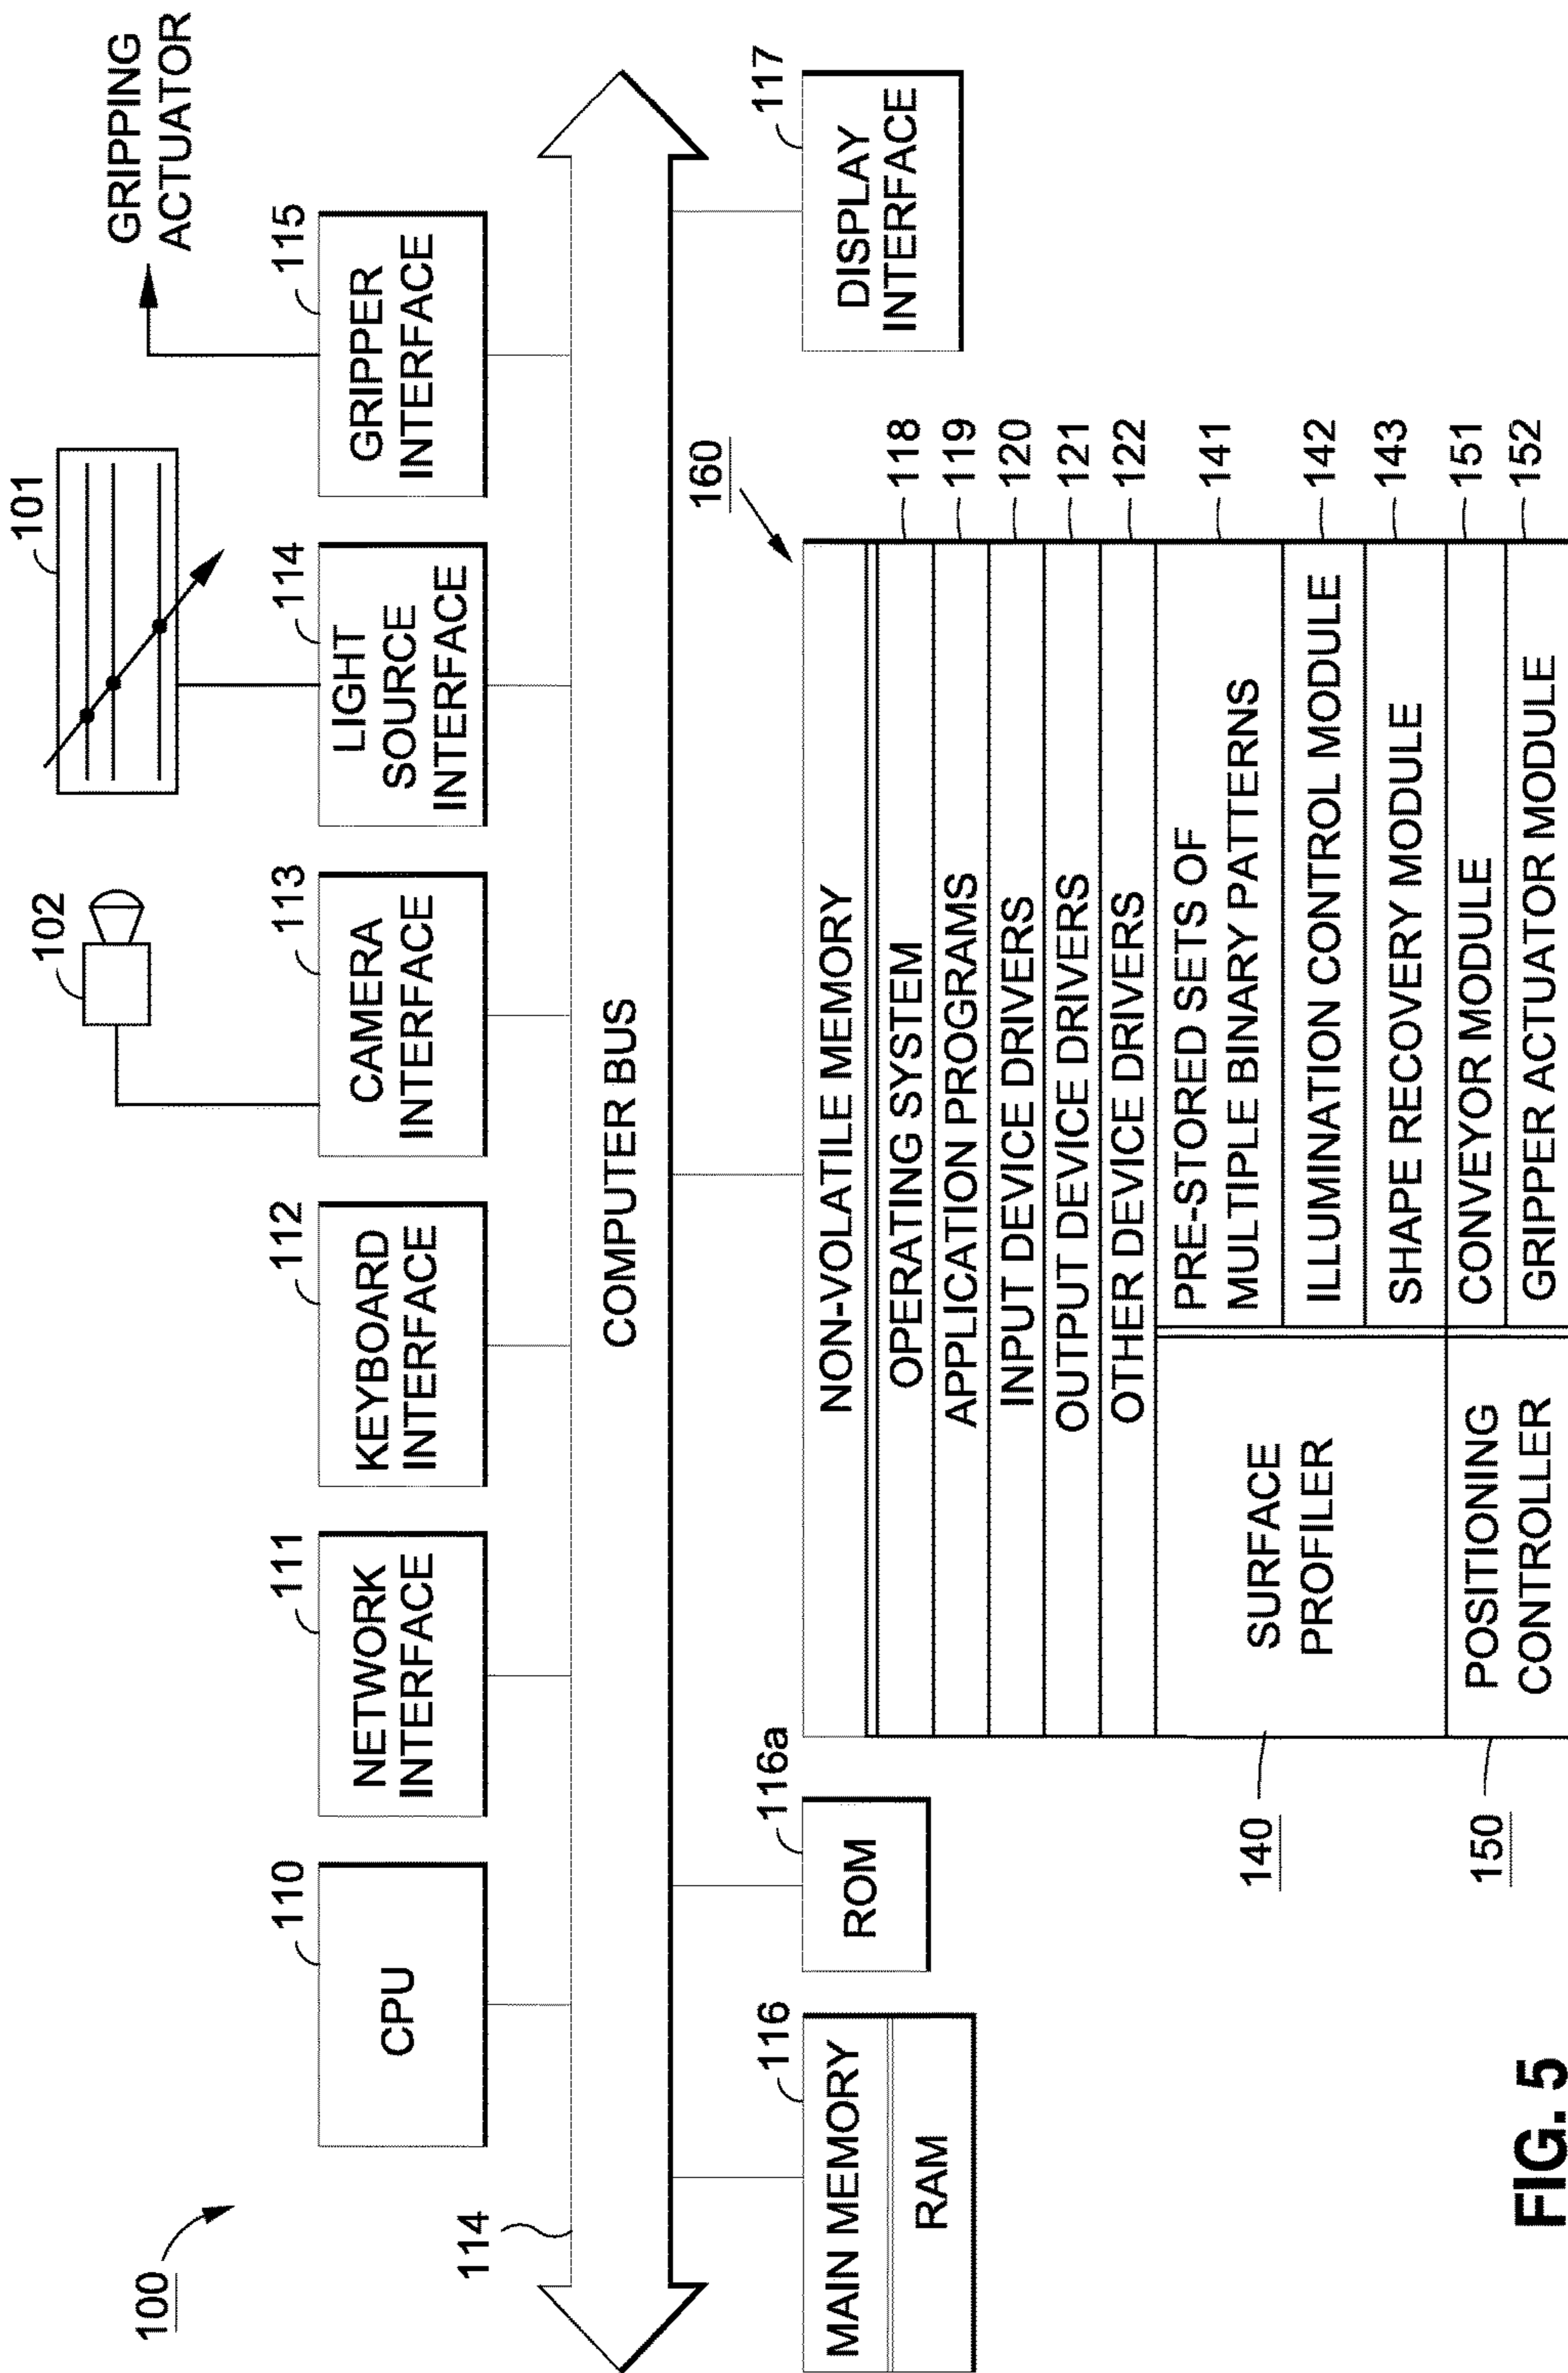 100
GRIPPING
ACTUATOR
101
102
110
111
112
113
114
115
CPU
NETWORK
INTERFACE
KEYBOARD
INTERFACE
CAMERA
INTERFACE
LIGHT
SOURCE
INTERFACE
GRIPPER
INTERFACE
114
COMPUTER BUS
116
MAIN MEMORY
RAM
116a
ROM
160
117
DISPLAY
INTERFACE
NON-VOLATILE MEMORY
OPERATING SYSTEM
118
APPLICATION PROGRAMS
119
INPUT DEVICE DRIVERS
120
OUTPUT DEVICE DRIVERS
121
OTHER DEVICE DRIVERS
122
140
SURFACE
PROFILER
PRE-STORED SETS OF
MULTIPLE BINARY PATTERNS
141
ILLUMINATION CONTROL MODULE
142
SHAPE RECOVERY MODULE
143
150
POSITIONING
CONTROLLER
CONVEYOR MODULE
151
GRIPPER ACTUATOR MODULE
152
FIG. 5